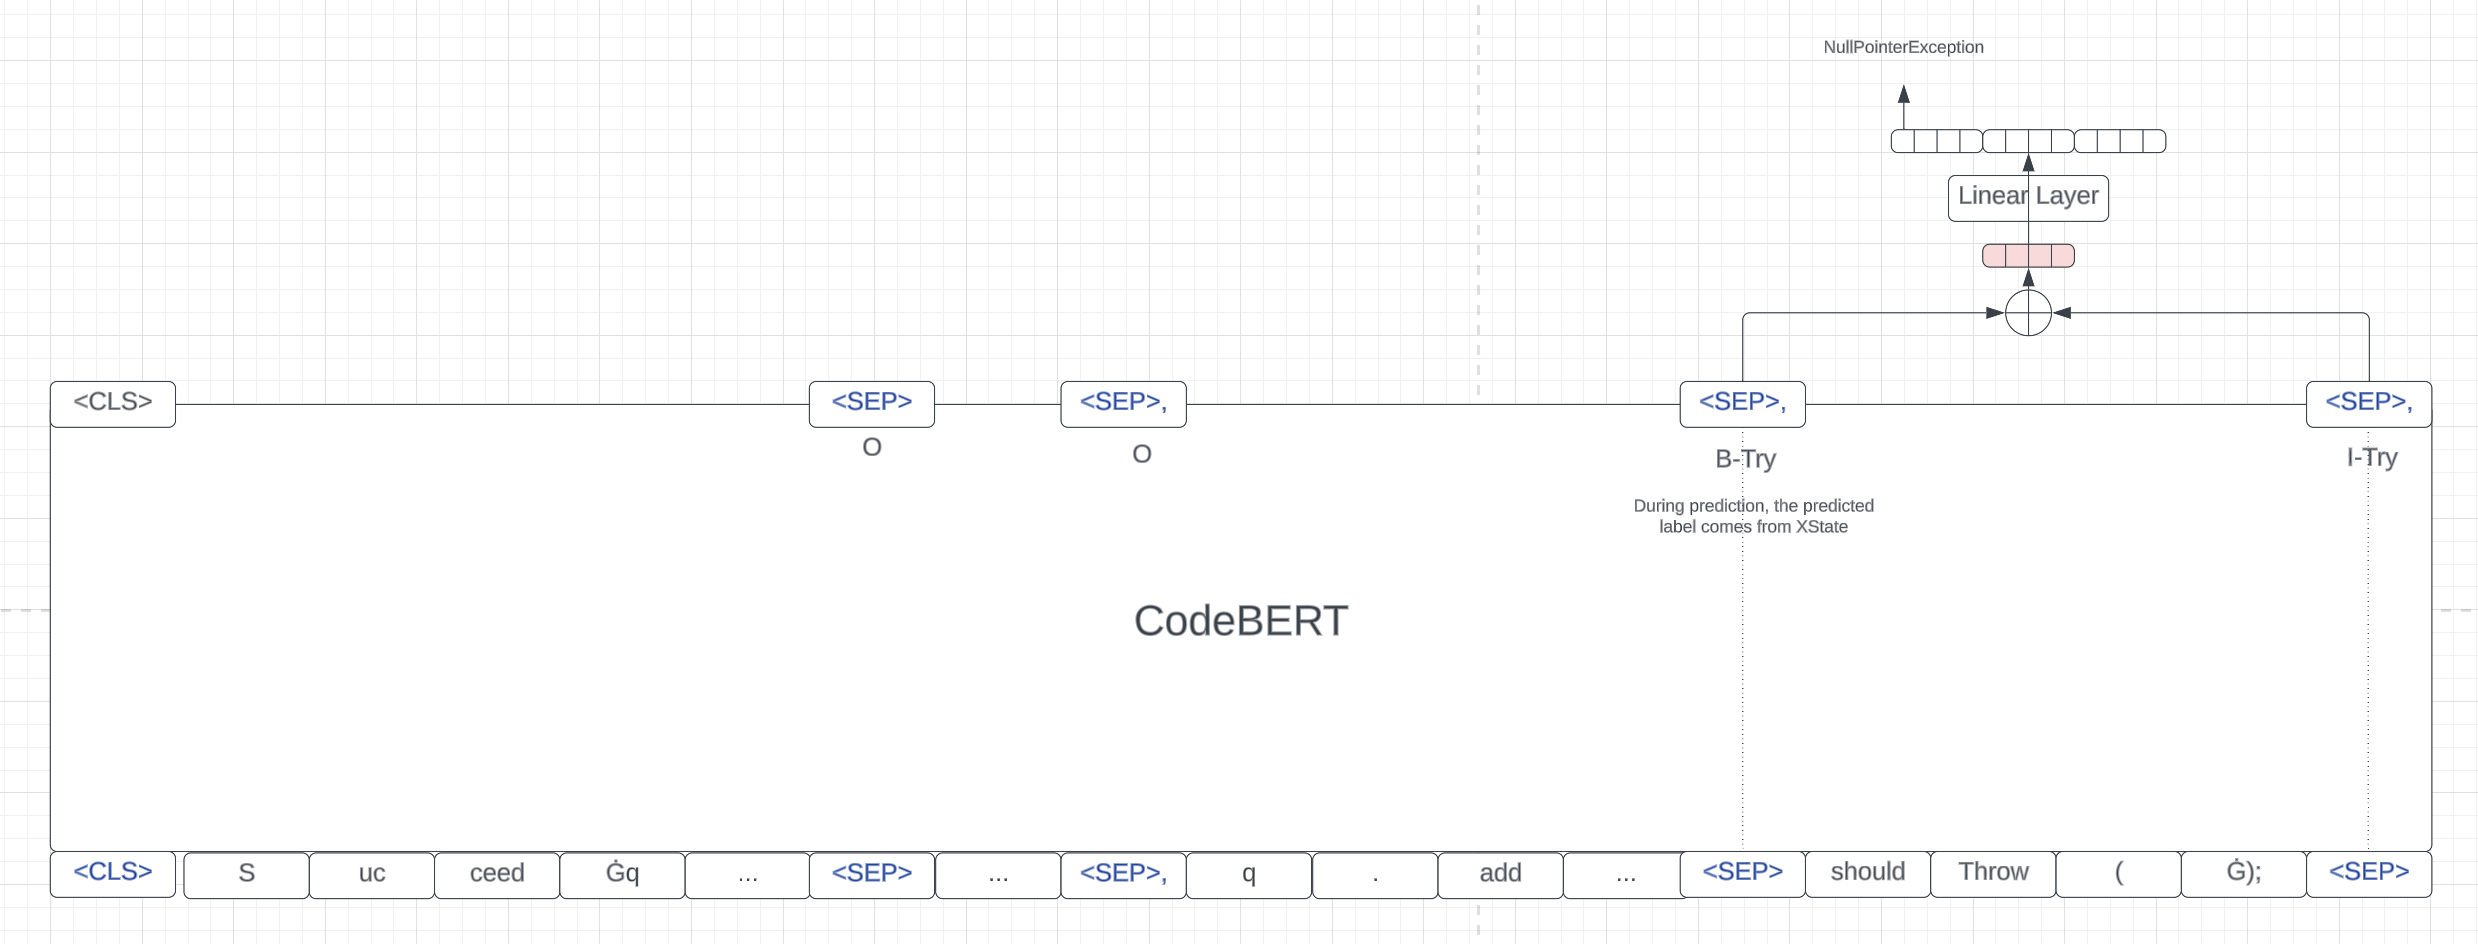 NullPointerException
Linear Layer
<CLS>
<SEP>
<SEP>,
<SEP>,
<SEP>,
O
O
B-Try
I-Try
During prediction, the predicted
label comes from XState
CodeBERT
<CLS>
S
uc
ceed
Ġq
...
<SEP>
...
<SEP>,
q
.
add
...
<SEP>
should
Throw
(
Ġ);
<SEP>